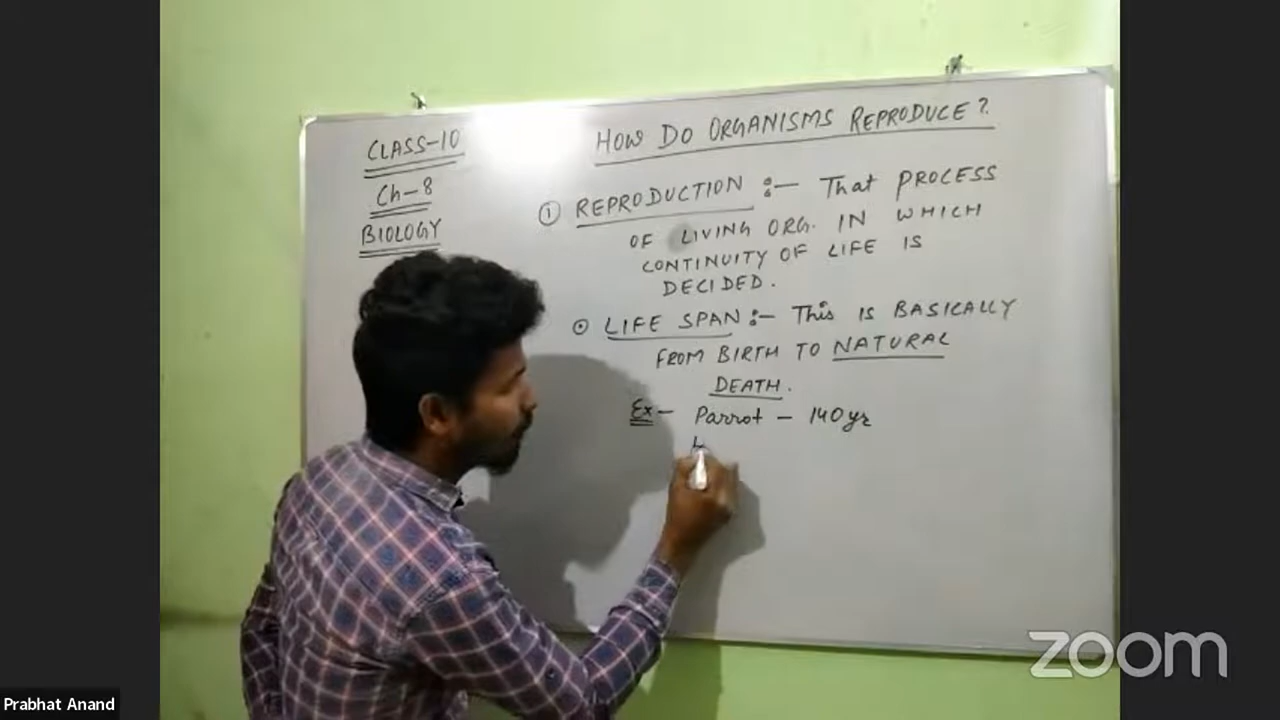 CLASS-10
Ch-8
BIOLOGY
HOW DO ORGANISMS REPRODUCE?
① REPRODUCTION :- That PROCESS
OF LIVING ORG. IN WHICH
CONTINUITY OF LIFE IS
DECIDED.
⊙ LIFE SPAN :- This IS BASICALLY
FROM BIRTH TO NATURAL
DEATH.
Ex- Parrot - 140yr
zoom
Prabhat Anand